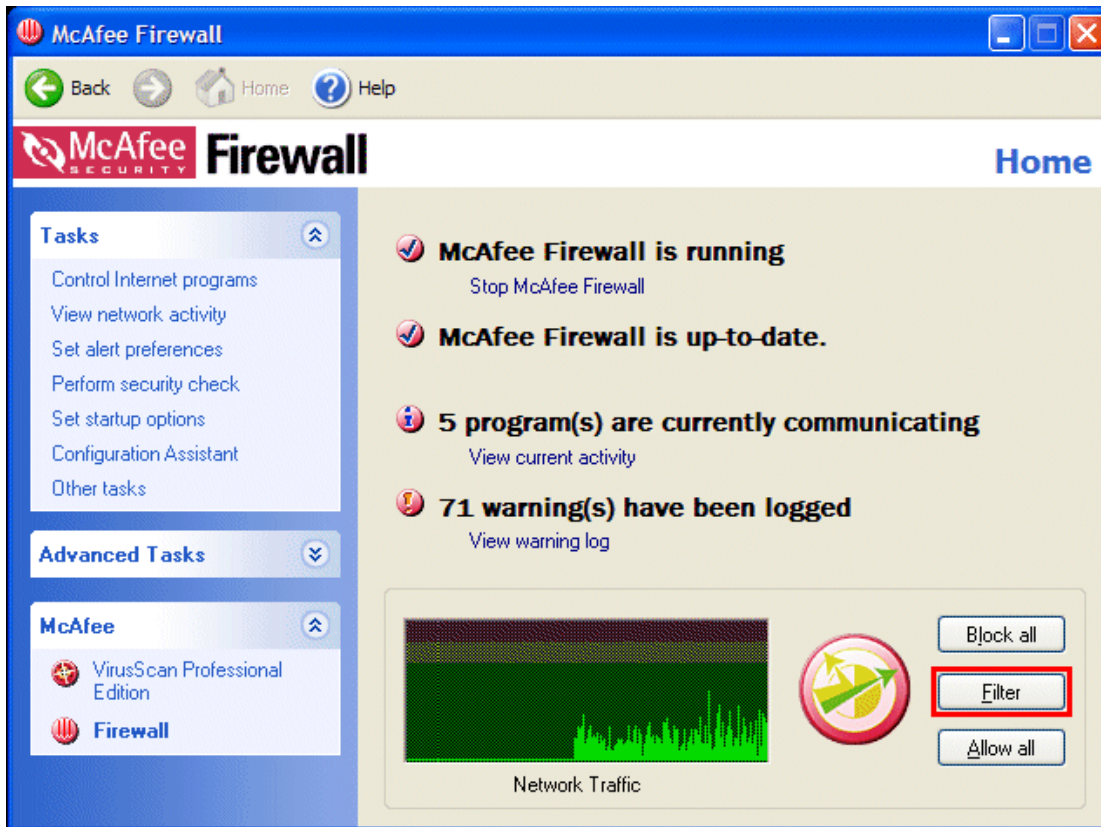 McAfee Firewall
Back
Home
Help
McAfee
SECURITY
Firewall
Home
Tasks
Control Internet programs
View network activity
Set alert preferences
Perform security check
Set startup options
Configuration Assistant
Other tasks
Advanced Tasks
McAfee
VirusScan Professional
Edition
Firewall
McAfee Firewall is running
Stop McAfee Firewall
McAfee Firewall is up-to-date.
5 program(s) are currently communicating
View current activity
71 warning(s) have been logged
View warning log
Network Traffic
Block all
Filter
Allow all